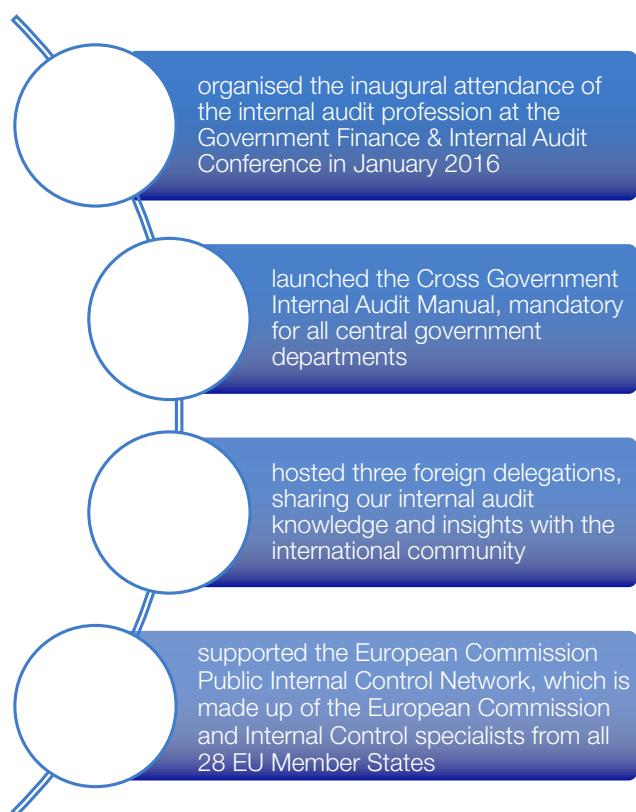 organised the inaugural attendance of
the internal audit profession at the
Government Finance & Internal Audit
Conference in January 2016
launched the Cross Government
Internal Audit Manual, mandatory
for all central government
departments
hosted three foreign delegations,
sharing our internal audit
knowledge and insights with the
international community
supported the European Commission
Public Internal Control Network, which is
made up of the European Commission
and Internal Control specialists from all
28 EU Member States